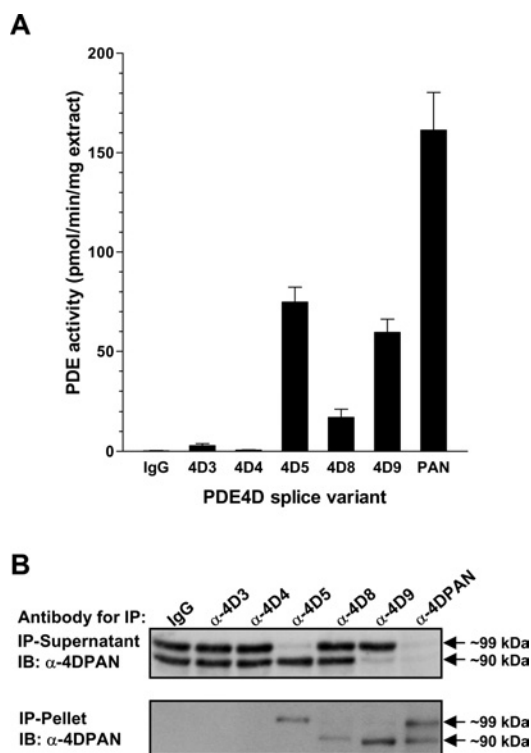 A
PDE activity (pmol/min/mg extract)
200
150
100
50
0
IgG 4D3 4D4 4D5 4D8 4D9 PAN
PDE4D splice variant
B
Antibody for IP: IgG α-4D3 α-4D4 α-4D5 α-4D8 α-4D9 α-4DPAN
IP-Supernatant ~99 kDa
IB: α-4DPAN ~90 kDa
IP-Pellet ~99 kDa
IB: α-4DPAN ~90 kDa